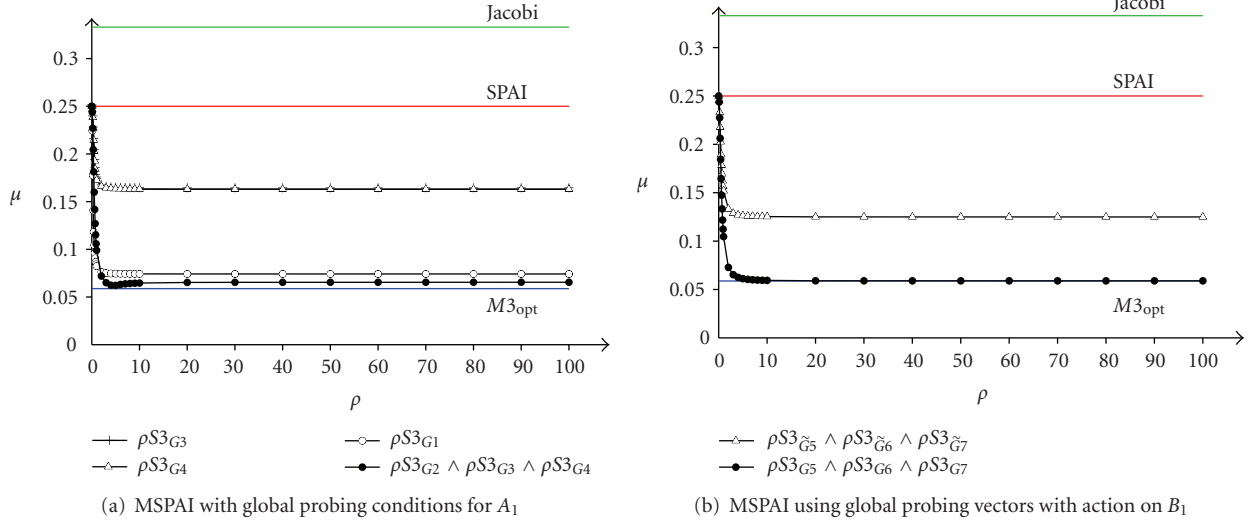 Jacobi
0.3
SPAI
0.25
0.2
μ
0.15
0.1
0.05
M3opt
0
0 10 20 30 40 50 60 70 80 90 100
ρ
ρS3G3
ρS3G1
ρS3G4
ρS3G2 ∧ ρS3G3 ∧ ρS3G4
(a) MSPAI with global probing conditions for A1
Jacobi
0.3
SPAI
0.25
0.2
μ
0.15
0.1
0.05
M3opt
0
0 10 20 30 40 50 60 70 80 90 100
ρ
ρS3G̃5 ∧ ρS3G̃6 ∧ ρS3G̃7
ρS3G5 ∧ ρS3G6 ∧ ρS3G7
(b) MSPAI using global probing vectors with action on B1